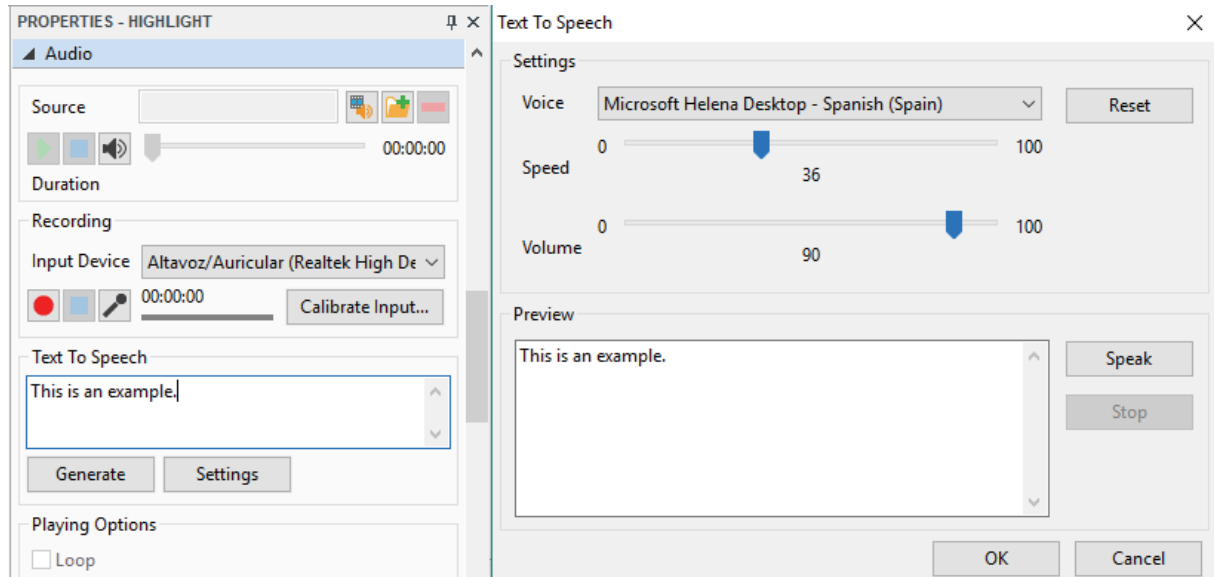 PROPERTIES - HIGHLIGHT
Audio
Source
00:00:00
Duration
Recording
Input Device Altavoz/Auricular (Realtek High De
00:00:00
Calibrate Input...
Text To Speech
This is an example.
Generate Settings
Playing Options
Loop
Text To Speech
Settings
Voice Microsoft Helena Desktop - Spanish (Spain) Reset
0 100
Speed 36
0 100
Volume 90
Preview
This is an example.
Speak
Stop
OK Cancel